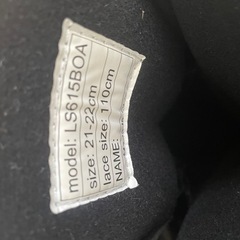 model: LS615BOA
size: 21-22cm
lace size: 110cm
NAME: